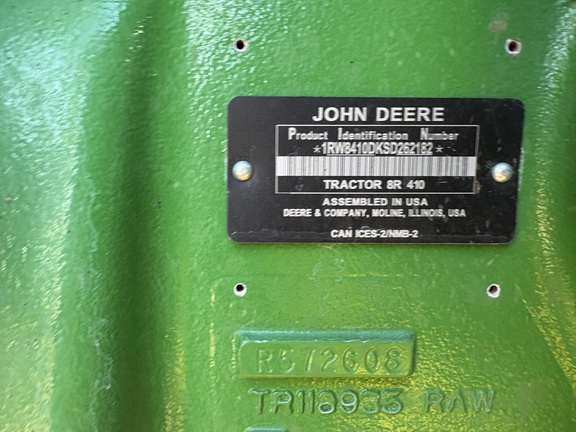 JOHN DEERE
Product Identification Number
*1RW8410DKSD262182*
TRACTOR 8R 410
ASSEMBLED IN USA
DEERE & COMPANY, MOLINE, ILLINOIS, USA
CAN ICES-2/NMB-2
R572608
TR118933 RAW